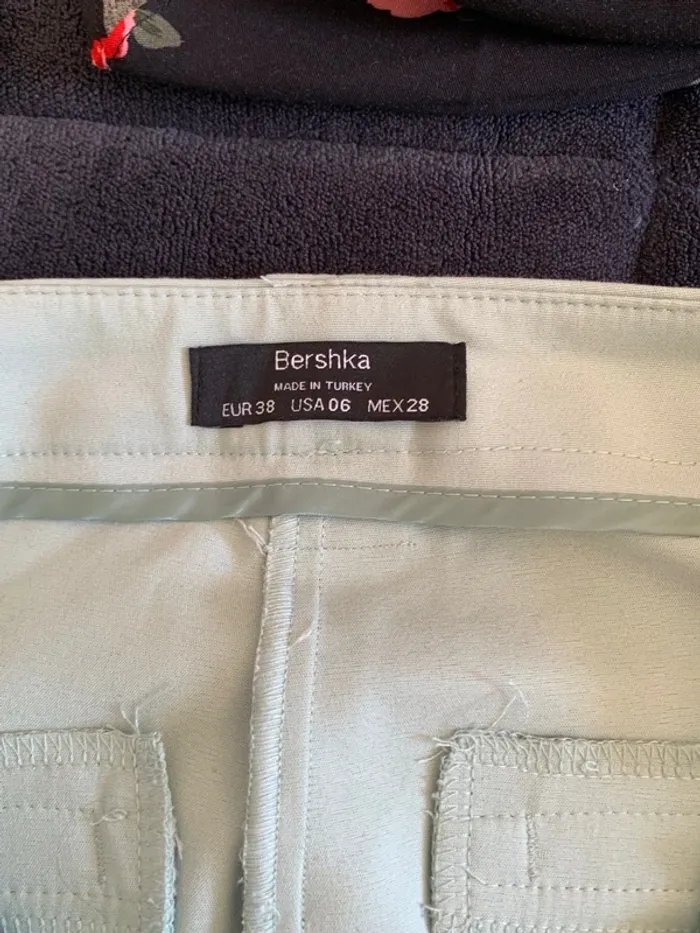 Bershka
MADE IN TURKEY
EUR 38 USA 06 MEX 28